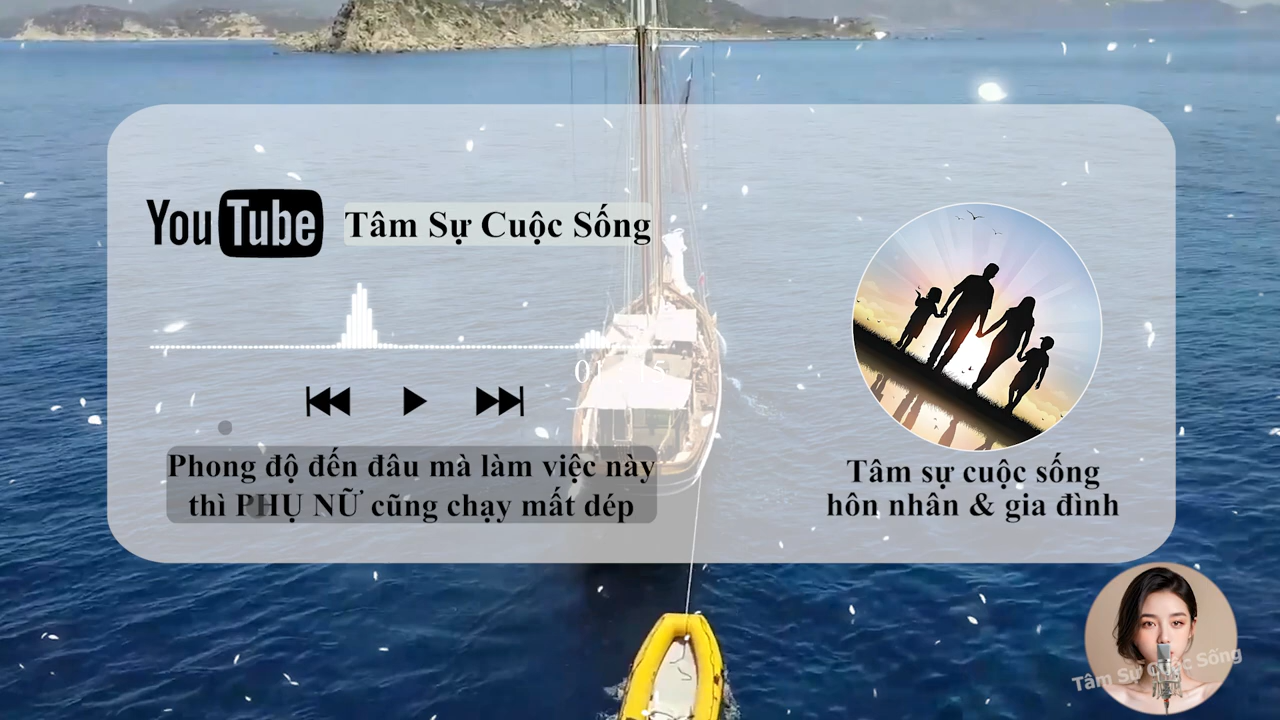 YouTube
Tâm Sự Cuộc Sống
Phong độ đến đâu mà làm việc này
thì PHỤ NỮ cũng chạy mất dép
Tâm sự cuộc sống
hôn nhân & gia đình
Tâm Sự Cuộc Sống